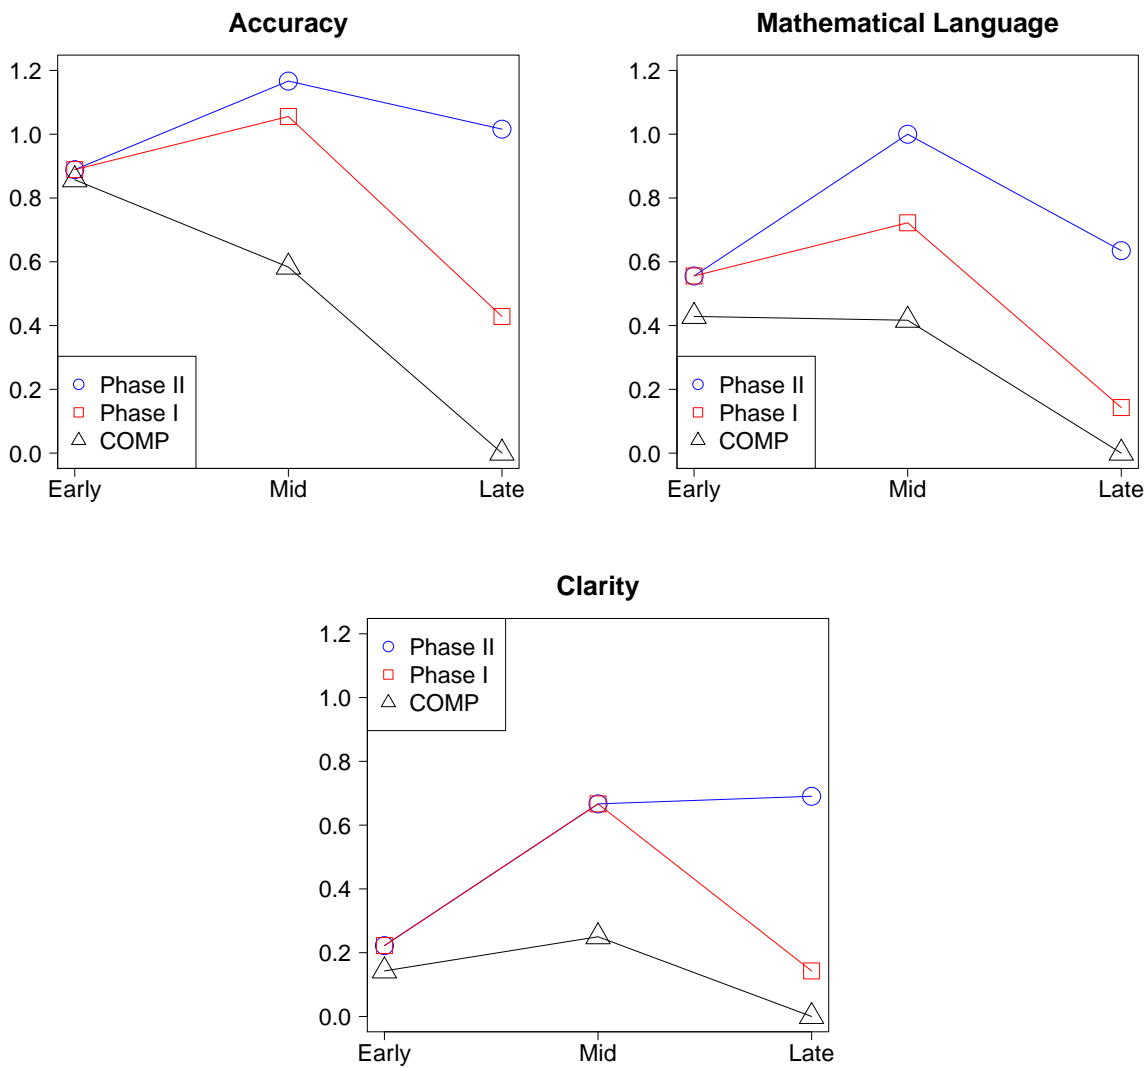 Accuracy
1.2
1.0
0.8
0.6
0.4
0.2
0.0
Phase II
Phase I
COMP
Early Mid Late
Mathematical Language
1.2
1.0
0.8
0.6
0.4
0.2
0.0
Phase II
Phase I
COMP
Early Mid Late
Clarity
1.2
1.0
0.8
0.6
0.4
0.2
0.0
Phase II
Phase I
COMP
Early Mid Late